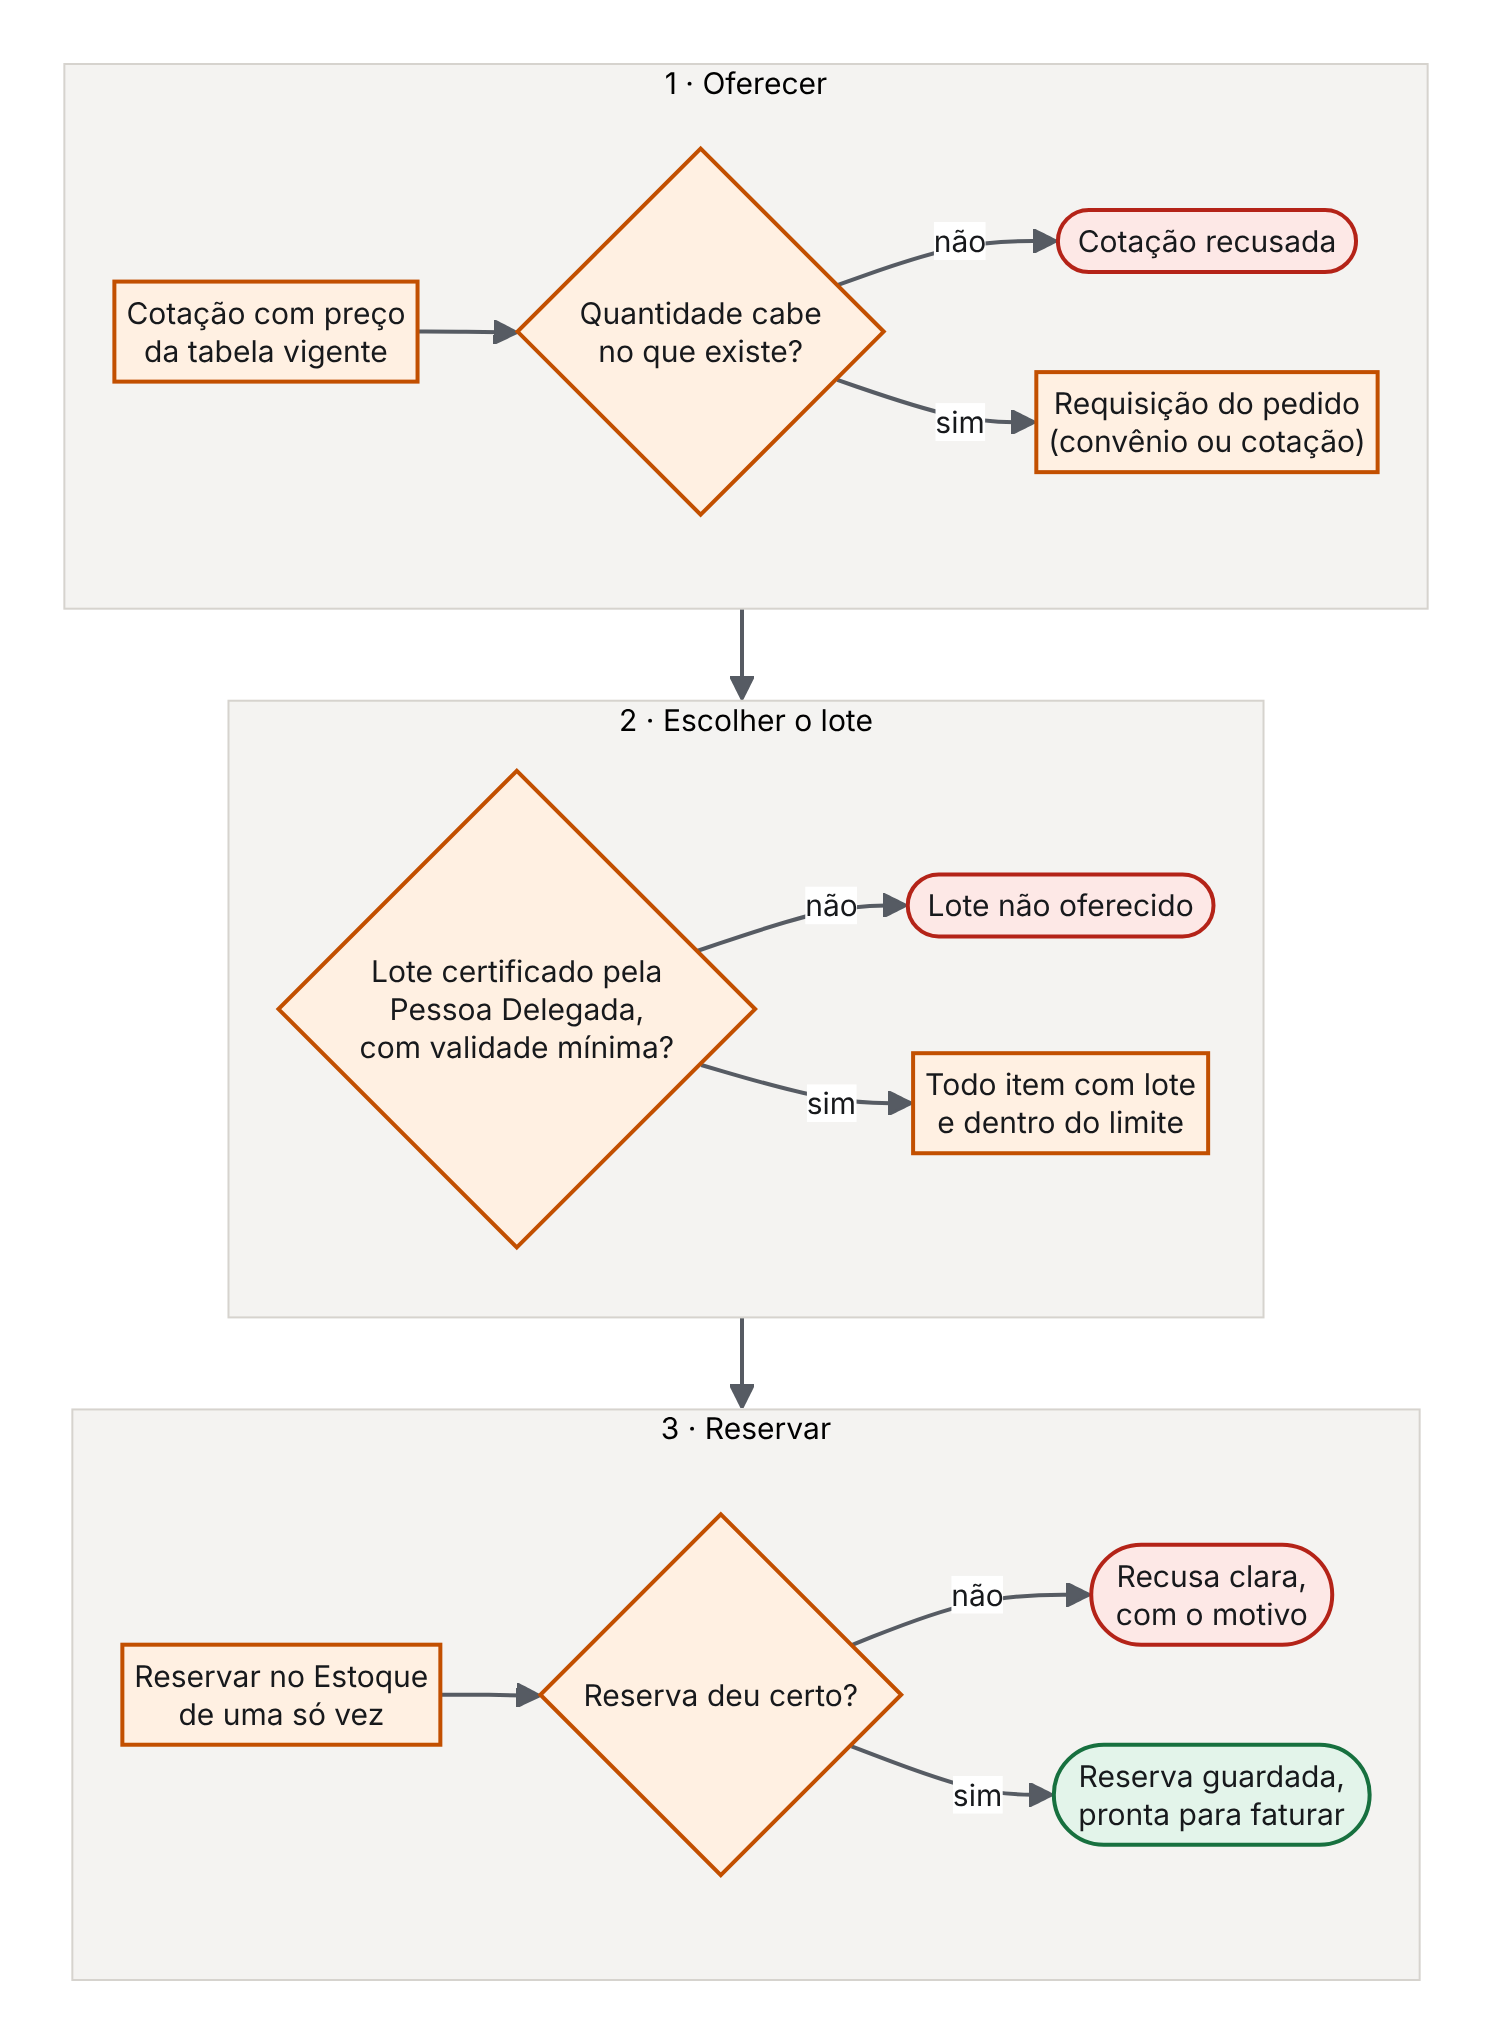 1 · Oferecer
Cotação com preço
da tabela vigente
Quantidade cabe
no que existe?
não
Cotação recusada
sim
Requisição do pedido
(convênio ou cotação)
2 · Escolher o lote
Lote certificado pela
Pessoa Delegada,
com validade mínima?
não
Lote não oferecido
sim
Todo item com lote
e dentro do limite
3 · Reservar
Reservar no Estoque
de uma só vez
Reserva deu certo?
não
Recusa clara,
com o motivo
sim
Reserva guardada,
pronta para faturar